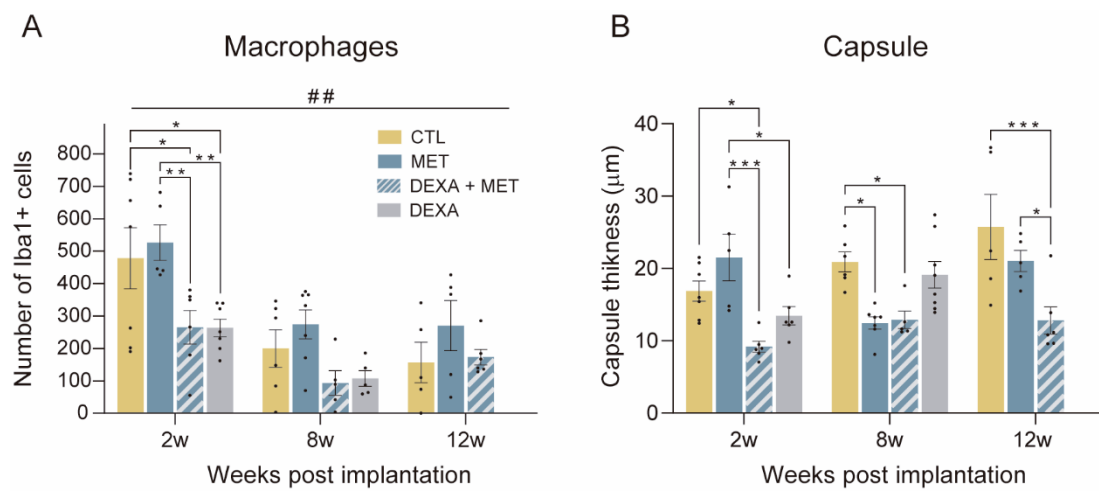 A
Macrophages
##
CTL
MET
DEXA + MET
DEXA
*
*
**
**
Number of Iba1+ cells
800
700
600
500
400
300
200
100
0
2w
8w
12w
Weeks post implantation
B
Capsule
*
*
***
*
*
***
*
Capsule thikness (μm)
40
30
20
10
0
2w
8w
12w
Weeks post implantation